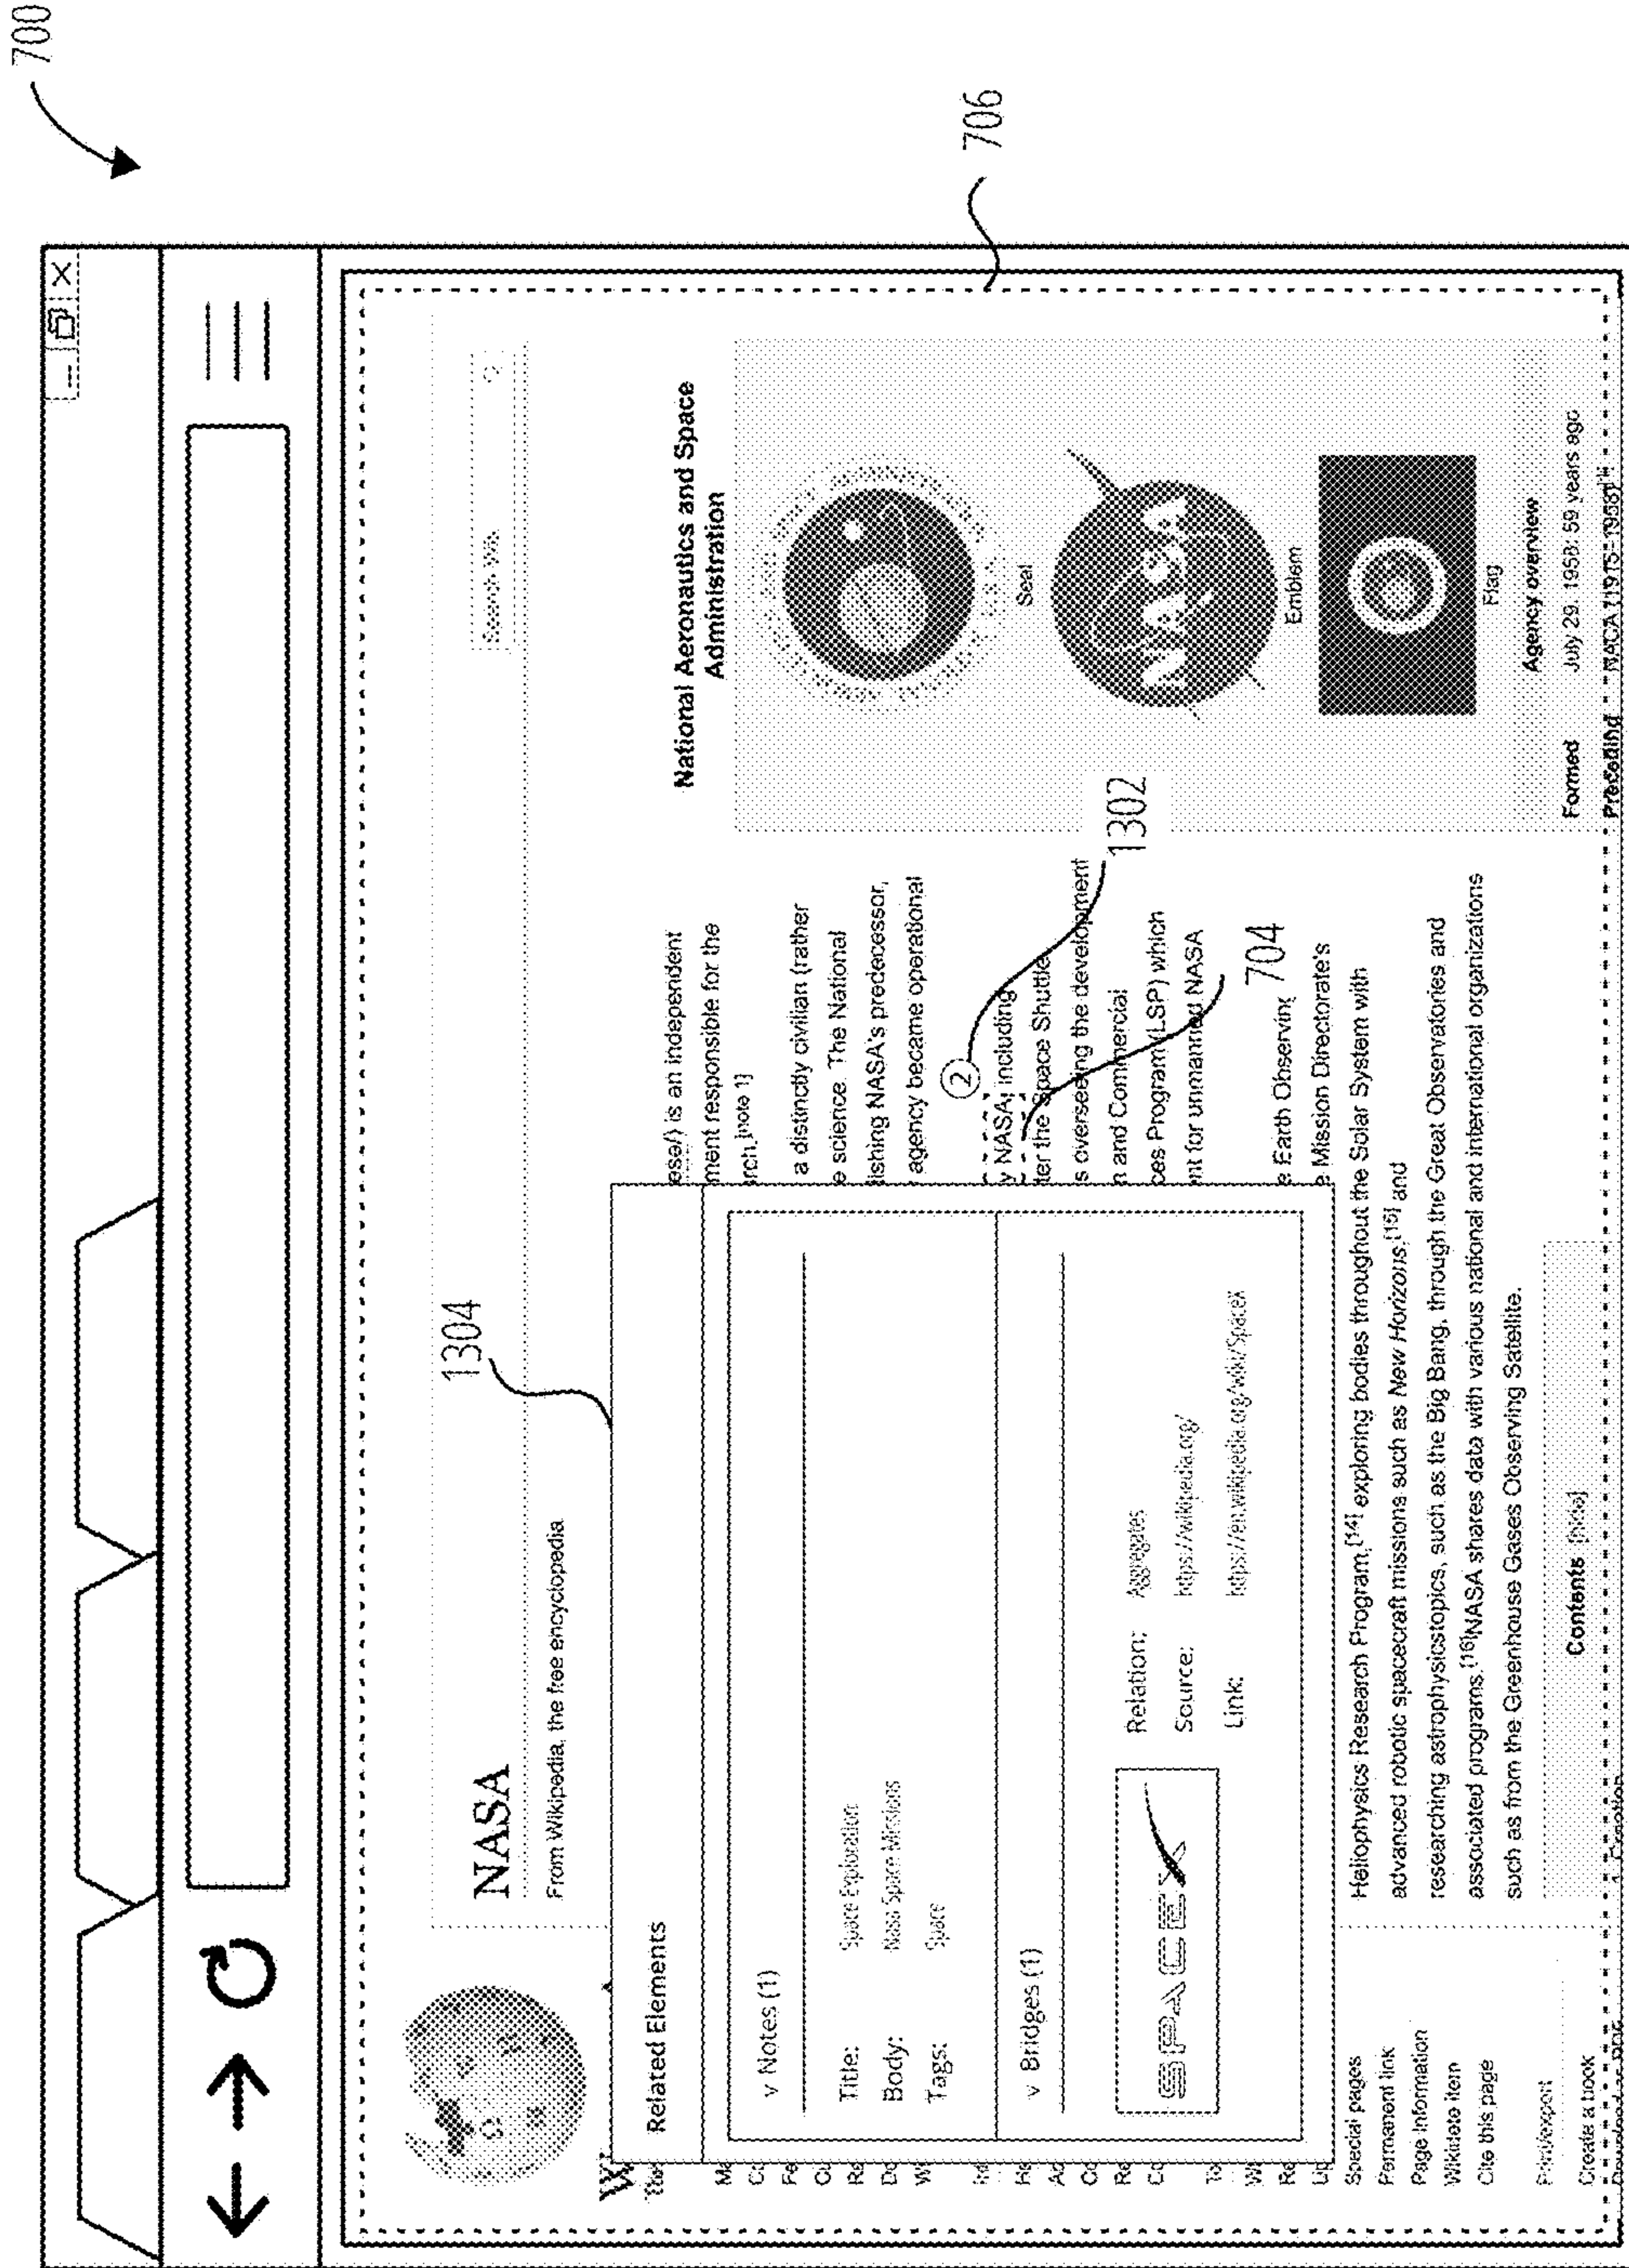 700
NASA
From Wikipedia, the free encyclopedia
1304
Related Elements
v Notes (1)
Title: Space Exploration
Body: Nasa Space Missions
Tags: Space
v Bridges (1)
SPACEX
Relation: Aggregates
Source: https://wikipedia.org/
Link: https://en.wikipedia.org/wiki/SpaceX
W
Special pages
Permanent link
Page Information
Cite this page
Print/export
Create a book
ese/) is an independent
ment responsible for the
rch.[note 1]
a distinctly civilian (rather
e science. The National
lishing NASA's predecessor,
agency became operational
2
y NASA, including
ter the Space Shuttle
s overseeing the development
n and Commercial
ces Program (LSP) which
nt for unmanned NASA
1302
704
e Earth Observing
e Mission Directorate's
Heliophysics Research Program,[14] exploring bodies throughout the Solar System with
advanced robotic spacecraft missions such as New Horizons,[15] and
researching astrophysicstopics, such as the Big Bang, through the Great Observatories and
associated programs.[16]NASA shares data with various national and international organizations
such as from the Greenhouse Gases Observing Satellite.
Contents [hide]
National Aeronautics and Space
Administration
Seal
NASA
Emblem
Flag
Agency overview
Formed July 29, 1958; 59 years ago
Preceding NACA (1915–1958)
706